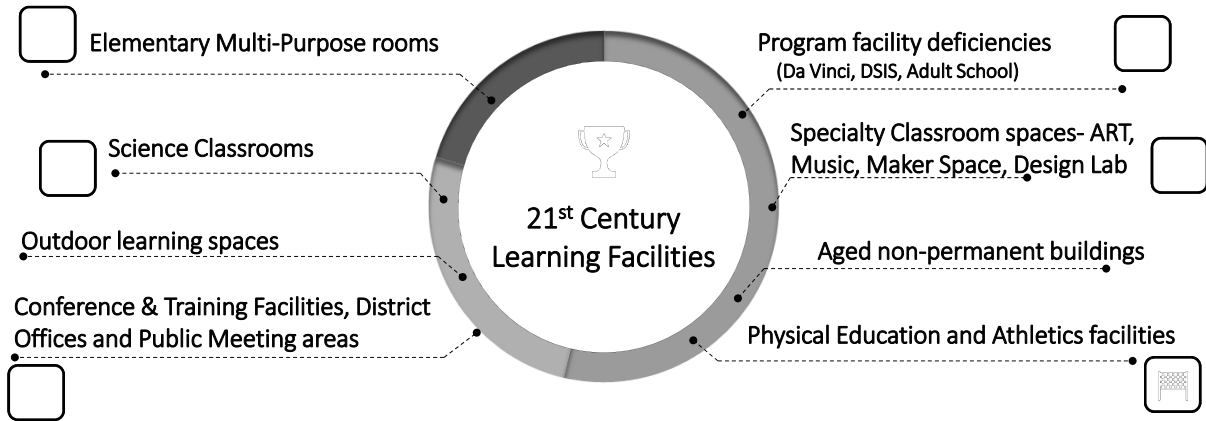 Elementary Multi-Purpose rooms
Science Classrooms
Outdoor learning spaces
Conference & Training Facilities, District
Offices and Public Meeting areas
21st Century
Learning Facilities
Program facility deficiencies
(Da Vinci, DSIS, Adult School)
Specialty Classroom spaces- ART,
Music, Maker Space, Design Lab
Aged non-permanent buildings
Physical Education and Athletics facilities